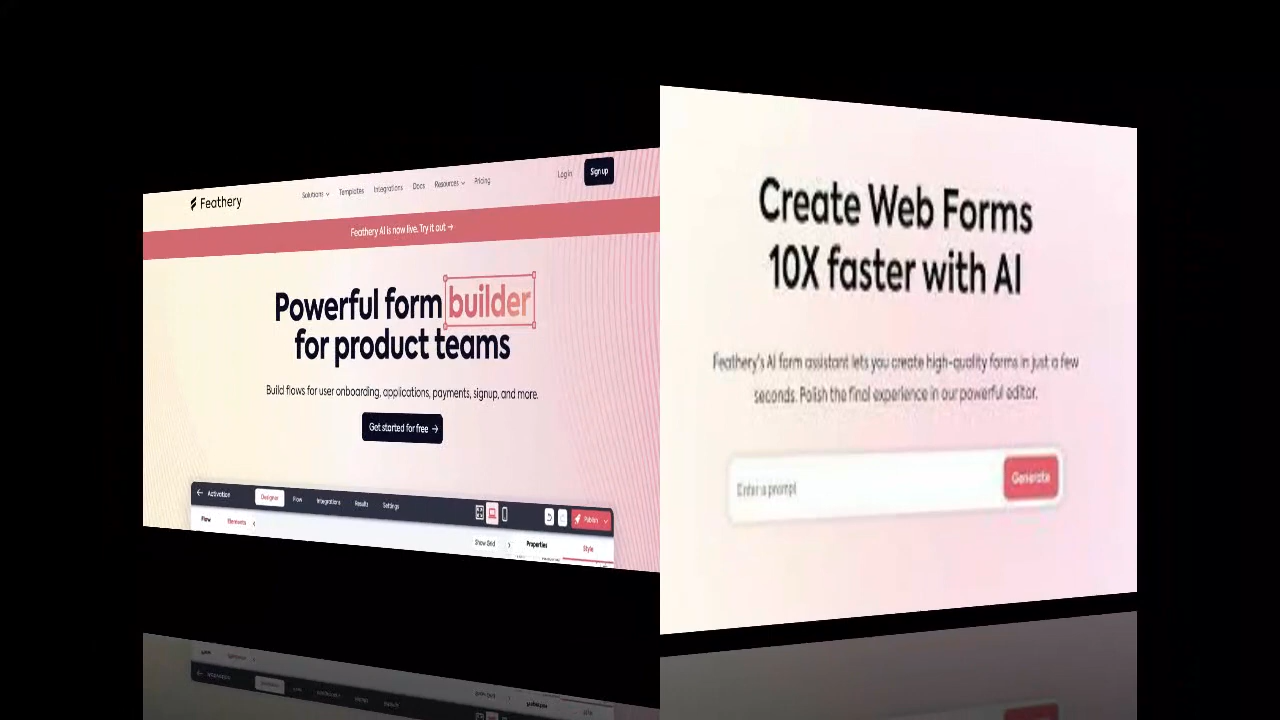 Feathery
Solutions Templates Integrations Docs Resources Pricing
Login
Sign up
Feathery AI is now live. Try it out →
Powerful form builder
for product teams
Build flows for user onboarding, applications, payments, signup, and more.
Get started for free →
← Activation
Designer Flow Integrations Results Settings
Publish
Flow Elements
Show Grid
Properties
Style
Create Web Forms
10X faster with AI
Feathery's AI form assistant lets you create high-quality forms in just a few
seconds. Polish the final experience in our powerful editor.
Enter a prompt
Generate